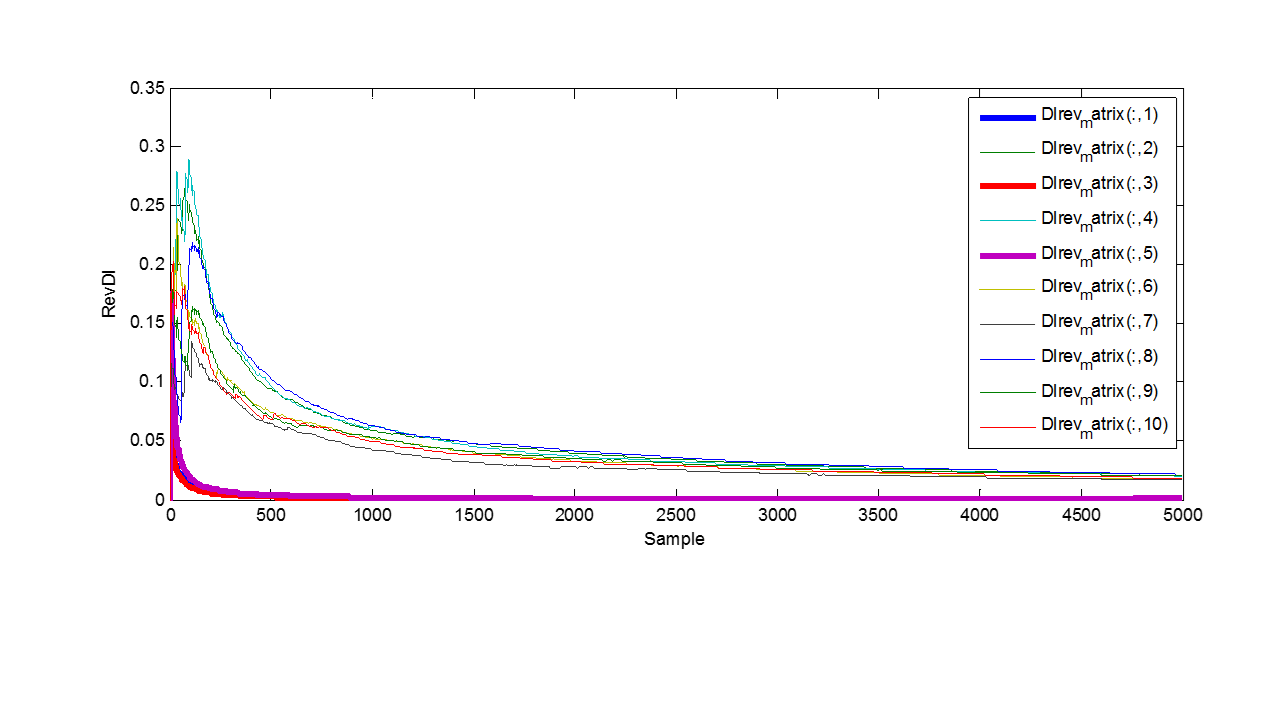 0.35
0.3
0.25
0.2
0.15
0.1
0.05
0
RevDI
0 500 1000 1500 2000 2500 3000 3500 4000 4500 5000
Sample
DIrev_matrix(:,1)
DIrev_matrix(:,2)
DIrev_matrix(:,3)
DIrev_matrix(:,4)
DIrev_matrix(:,5)
DIrev_matrix(:,6)
DIrev_matrix(:,7)
DIrev_matrix(:,8)
DIrev_matrix(:,9)
DIrev_matrix(:,10)